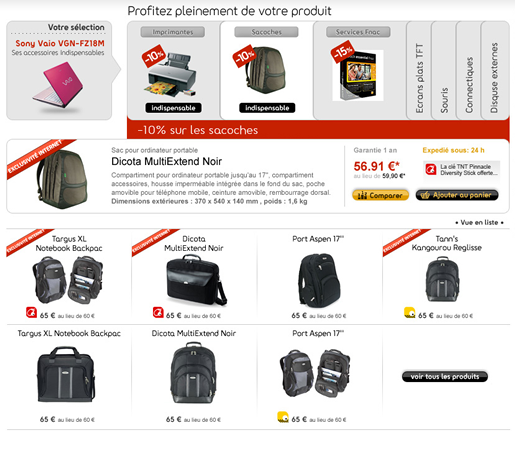 Profitez pleinement de votre produit
Votre sélection
Sony Vaio VGN-FZ18M
Ses accessoires indispensables
VAIO
Imprimantes
-10%
indispensable
Sacoches
-10%
indispensable
Services Fnac
-15%
Ecrans plats TFT
Souris
Connectiques
Disque externes
-10% sur les sacoches
EXCLUSIVITE INTERNET
Sac pour ordinateur portable
Dicota MultiExtend Noir
Compartiment pour ordinateur portable jusqu'au 17", compartiment
accessoires, housse imperméable intégrée dans le fond du sac, poche
amovible pour téléphone mobile, ceinture amovible, rembourrage dorsal.
Dimensions extérieures : 370 x 540 x 140 mm , poids : 1,6 kg
Garantie 1 an
56.91 €*
au lieu de 59,90 €*
Comparer
Expedié sous: 24 h
La clé TNT Pinnacle
Diversity Stick offerte...
Ajouter au panier
• Vue en liste •
EXCLUSIVITE INTERNET
Targus XL
Notebook Backpac
65 € au lieu de 60 €
EXCLUSIVITE INTERNET
Dicota
MultiExtend Noir
65 € au lieu de 60 €
Port Aspen 17"
65 € au lieu de 60 €
EXCLUSIVITE INTERNET
Tann's
Kangourou Reglisse
65 € au lieu de 60 €
Targus XL Notebook Backpac
65 € au lieu de 60 €
Dicota MultiExtend Noir
65 € au lieu de 60 €
Port Aspen 17"
65 € au lieu de 60 €
voir tous les produits